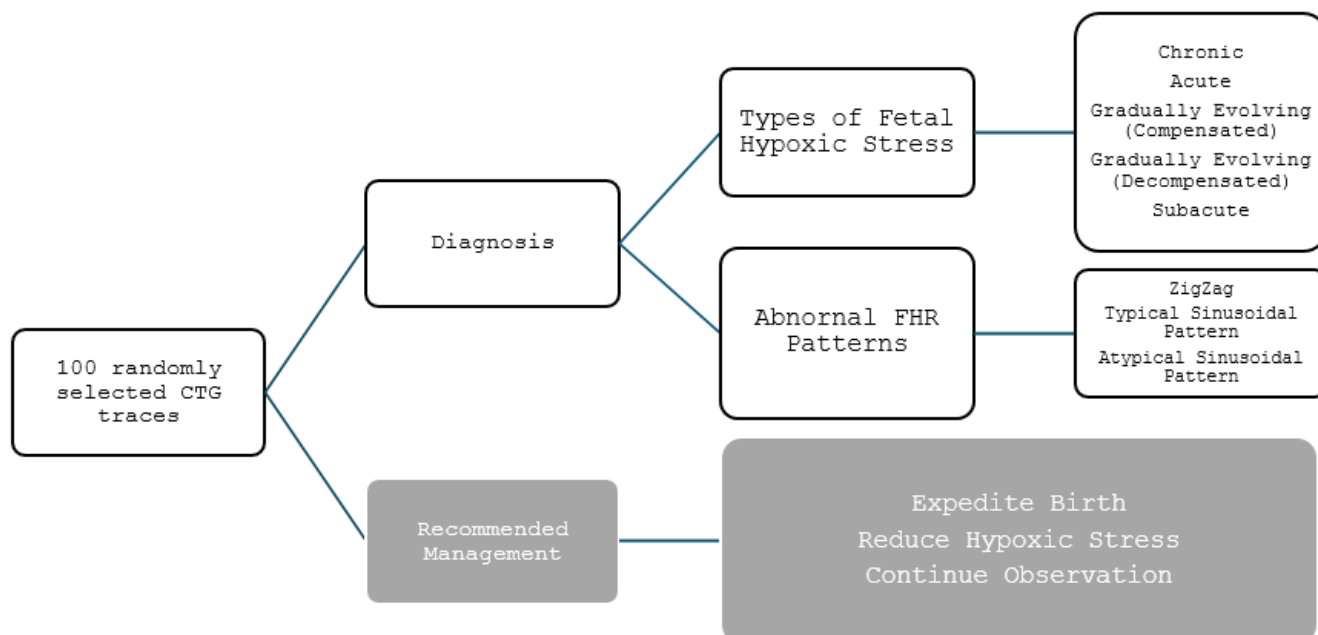 100 randomly
selected CTG
traces
Diagnosis
Types of Fetal
Hypoxic Stress
Chronic
Acute
Gradually Evolving
(Compensated)
Gradually Evolving
(Decompensated)
Subacute
Abnornal FHR
Patterns
ZigZag
Typical Sinusoidal
Pattern
Atypical Sinusoidal
Pattern
Recommended
Management
Expedite Birth
Reduce Hypoxic Stress
Continue Observation